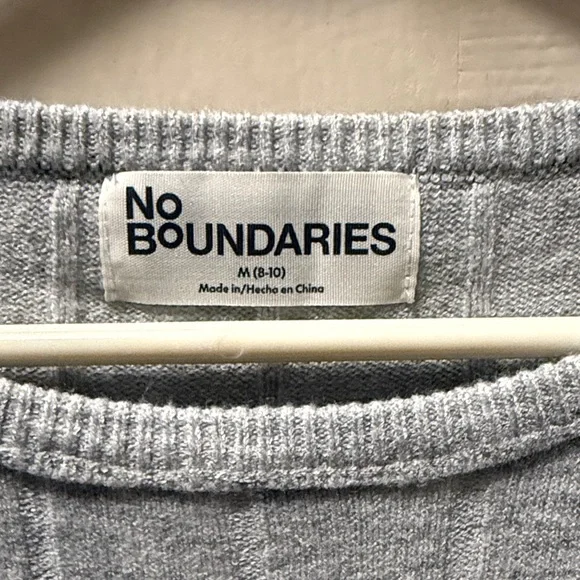 No
BOUNDARIES
M (8-10)
Made in/Hecho en China